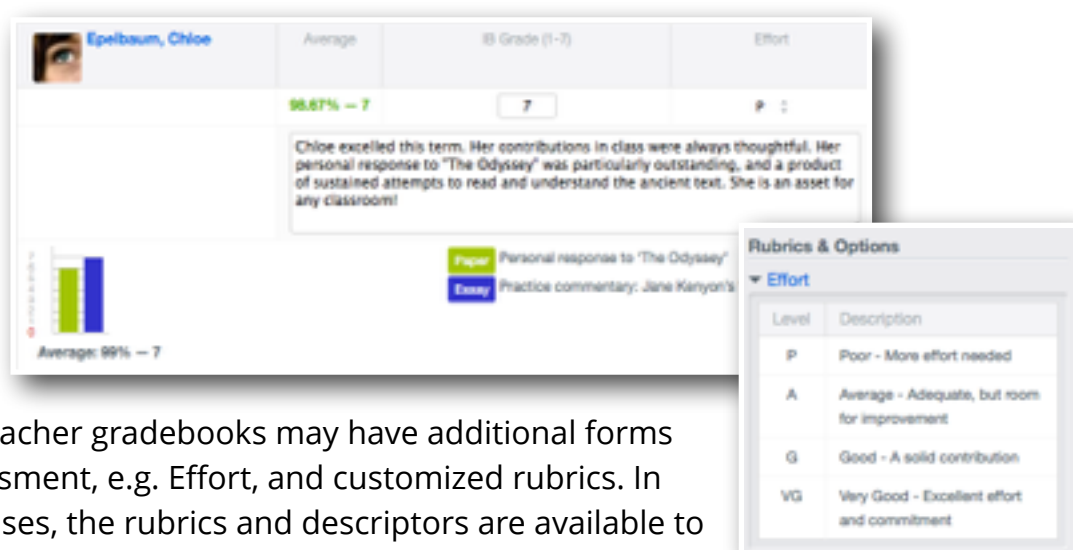 Epelbaum, Chloe
Average
IB Grade (1-7)
Effort
98.67% — 7
7
P
Chloe excelled this term. Her contributions in class were always thoughtful. Her
personal response to "The Odyssey" was particularly outstanding, and a product
of sustained attempts to read and understand the ancient text. She is an asset for
any classroom!
Paper Personal response to 'The Odyssey'
Essay Practice commentary: Jane Kenyon's
Average: 99% — 7
Rubrics & Options
Effort
Level Description
P Poor - More effort needed
A Average - Adequate, but room
for improvement
G Good - A solid contribution
VG Very Good - Excellent effort
and commitment
acher gradebooks may have additional forms
sment, e.g. Effort, and customized rubrics. In
ses, the rubrics and descriptors are available to